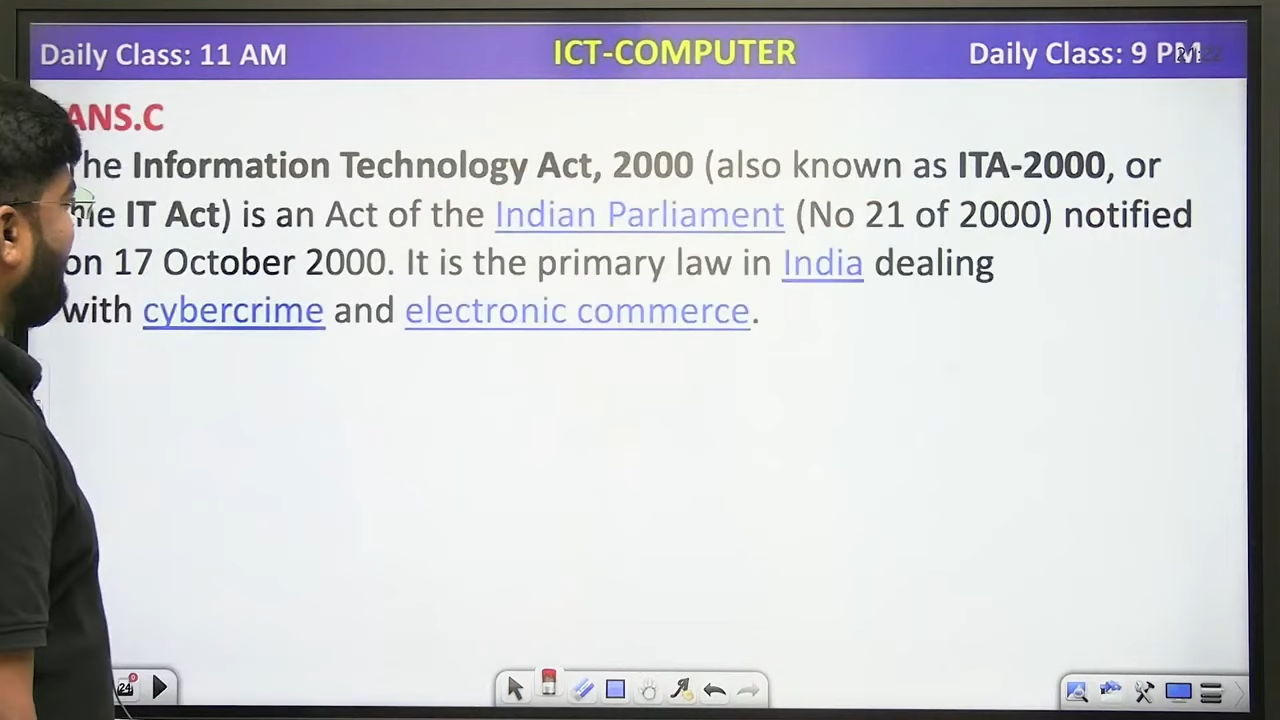 Daily Class: 11 AM ICT-COMPUTER Daily Class: 9 PM
ANS.C
he Information Technology Act, 2000 (also known as ITA-2000, or
he IT Act) is an Act of the Indian Parliament (No 21 of 2000) notified
on 17 October 2000. It is the primary law in India dealing
with cybercrime and electronic commerce.
24